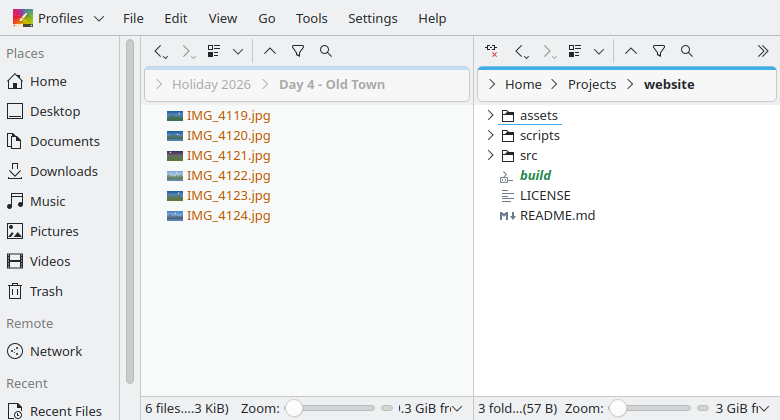 Profiles File Edit View Go Tools Settings Help
Places
Home
Desktop
Documents
Downloads
Music
Pictures
Videos
Trash
Remote
Network
Recent
Recent Files
Holiday 2026 Day 4 - Old Town
IMG_4119.jpg
IMG_4120.jpg
IMG_4121.jpg
IMG_4122.jpg
IMG_4123.jpg
IMG_4124.jpg
6 files....3 KiB) Zoom: .3 GiB fr
Home Projects website
assets
scripts
src
build
LICENSE
README.md
3 fold...(57 B) Zoom: 3 GiB fr